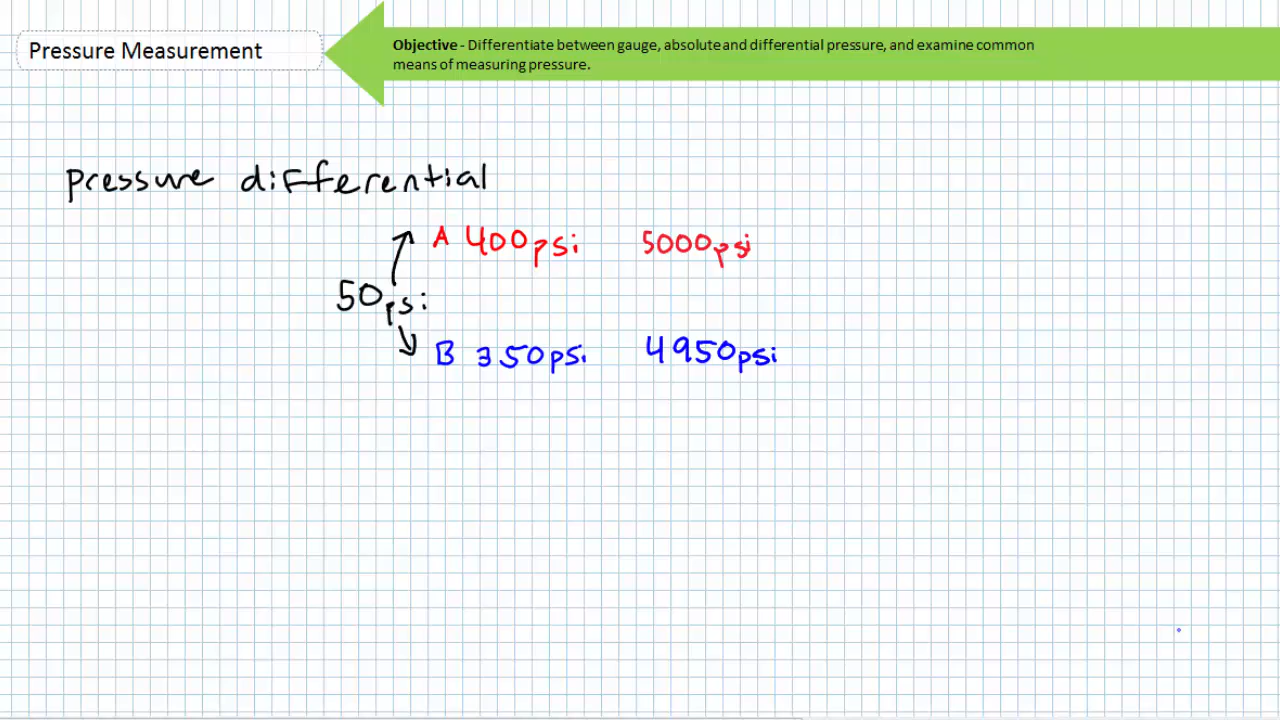 Pressure Measurement
Objective - Differentiate between gauge, absolute and differential pressure, and examine common
means of measuring pressure.
pressure differential
A 400psi 5000psi
50psi
B 350psi 4950psi